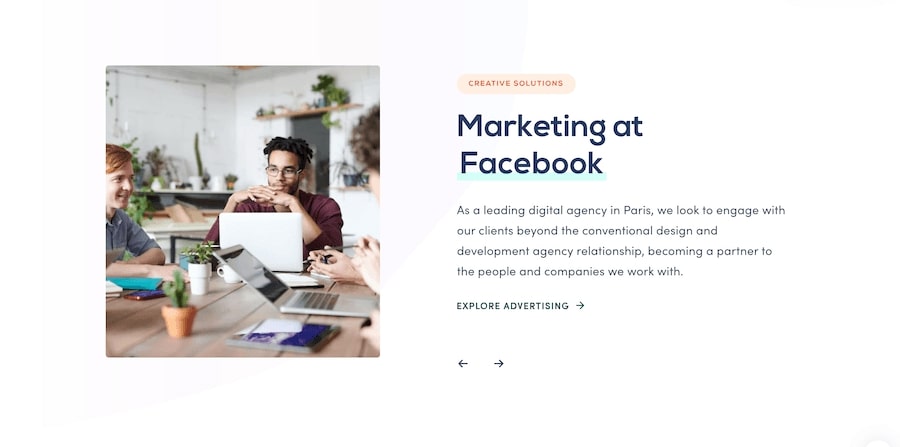 CREATIVE SOLUTIONS
Marketing at
Facebook
As a leading digital agency in Paris, we look to engage with
our clients beyond the conventional design and
development agency relationship, becoming a partner to
the people and companies we work with.
EXPLORE ADVERTISING →
← →